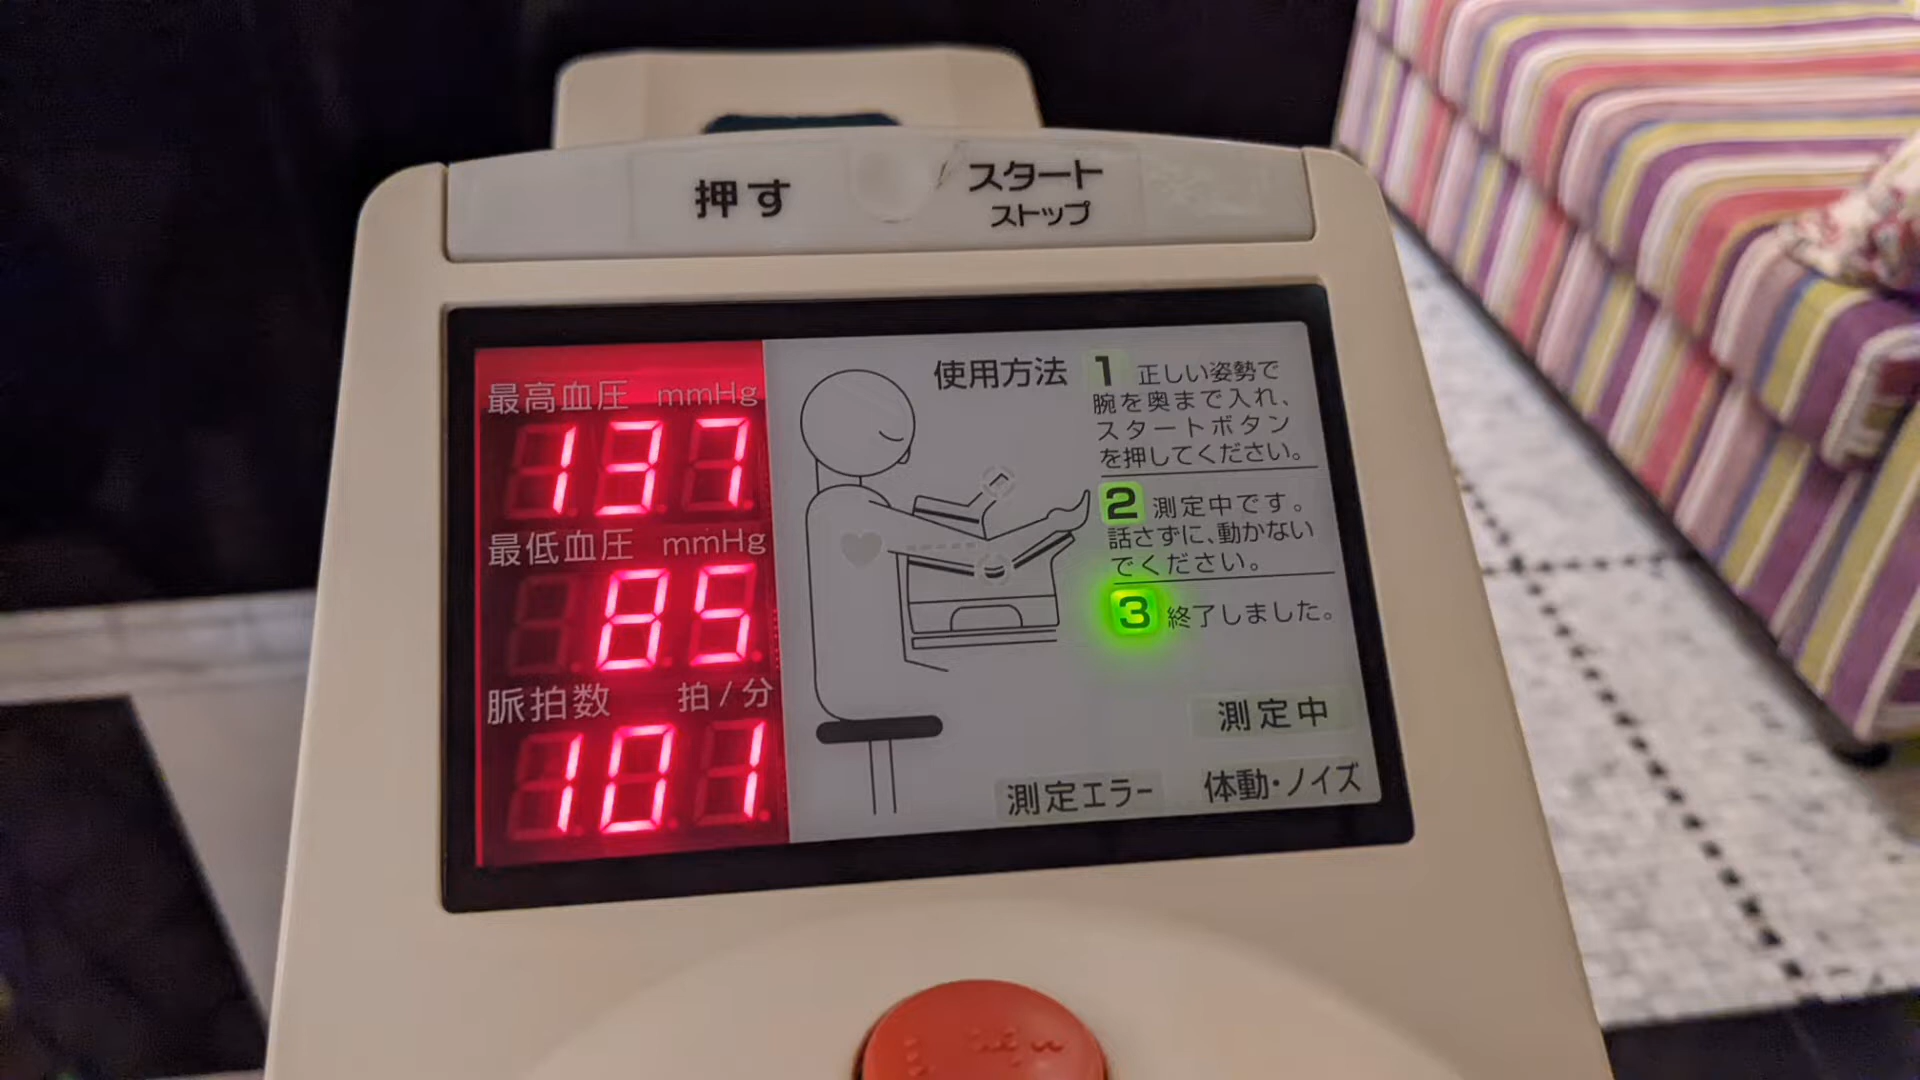 押す
スタート
ストップ
最高血圧 mmHg
137
最低血圧 mmHg
85
脈拍数 拍/分
101
使用方法
1 正しい姿勢で
腕を奥まで入れ、
スタートボタン
を押してください。
2 測定中です。
話さずに、動かない
でください。
3 終了しました。
測定中
測定エラー
体動・ノイズ